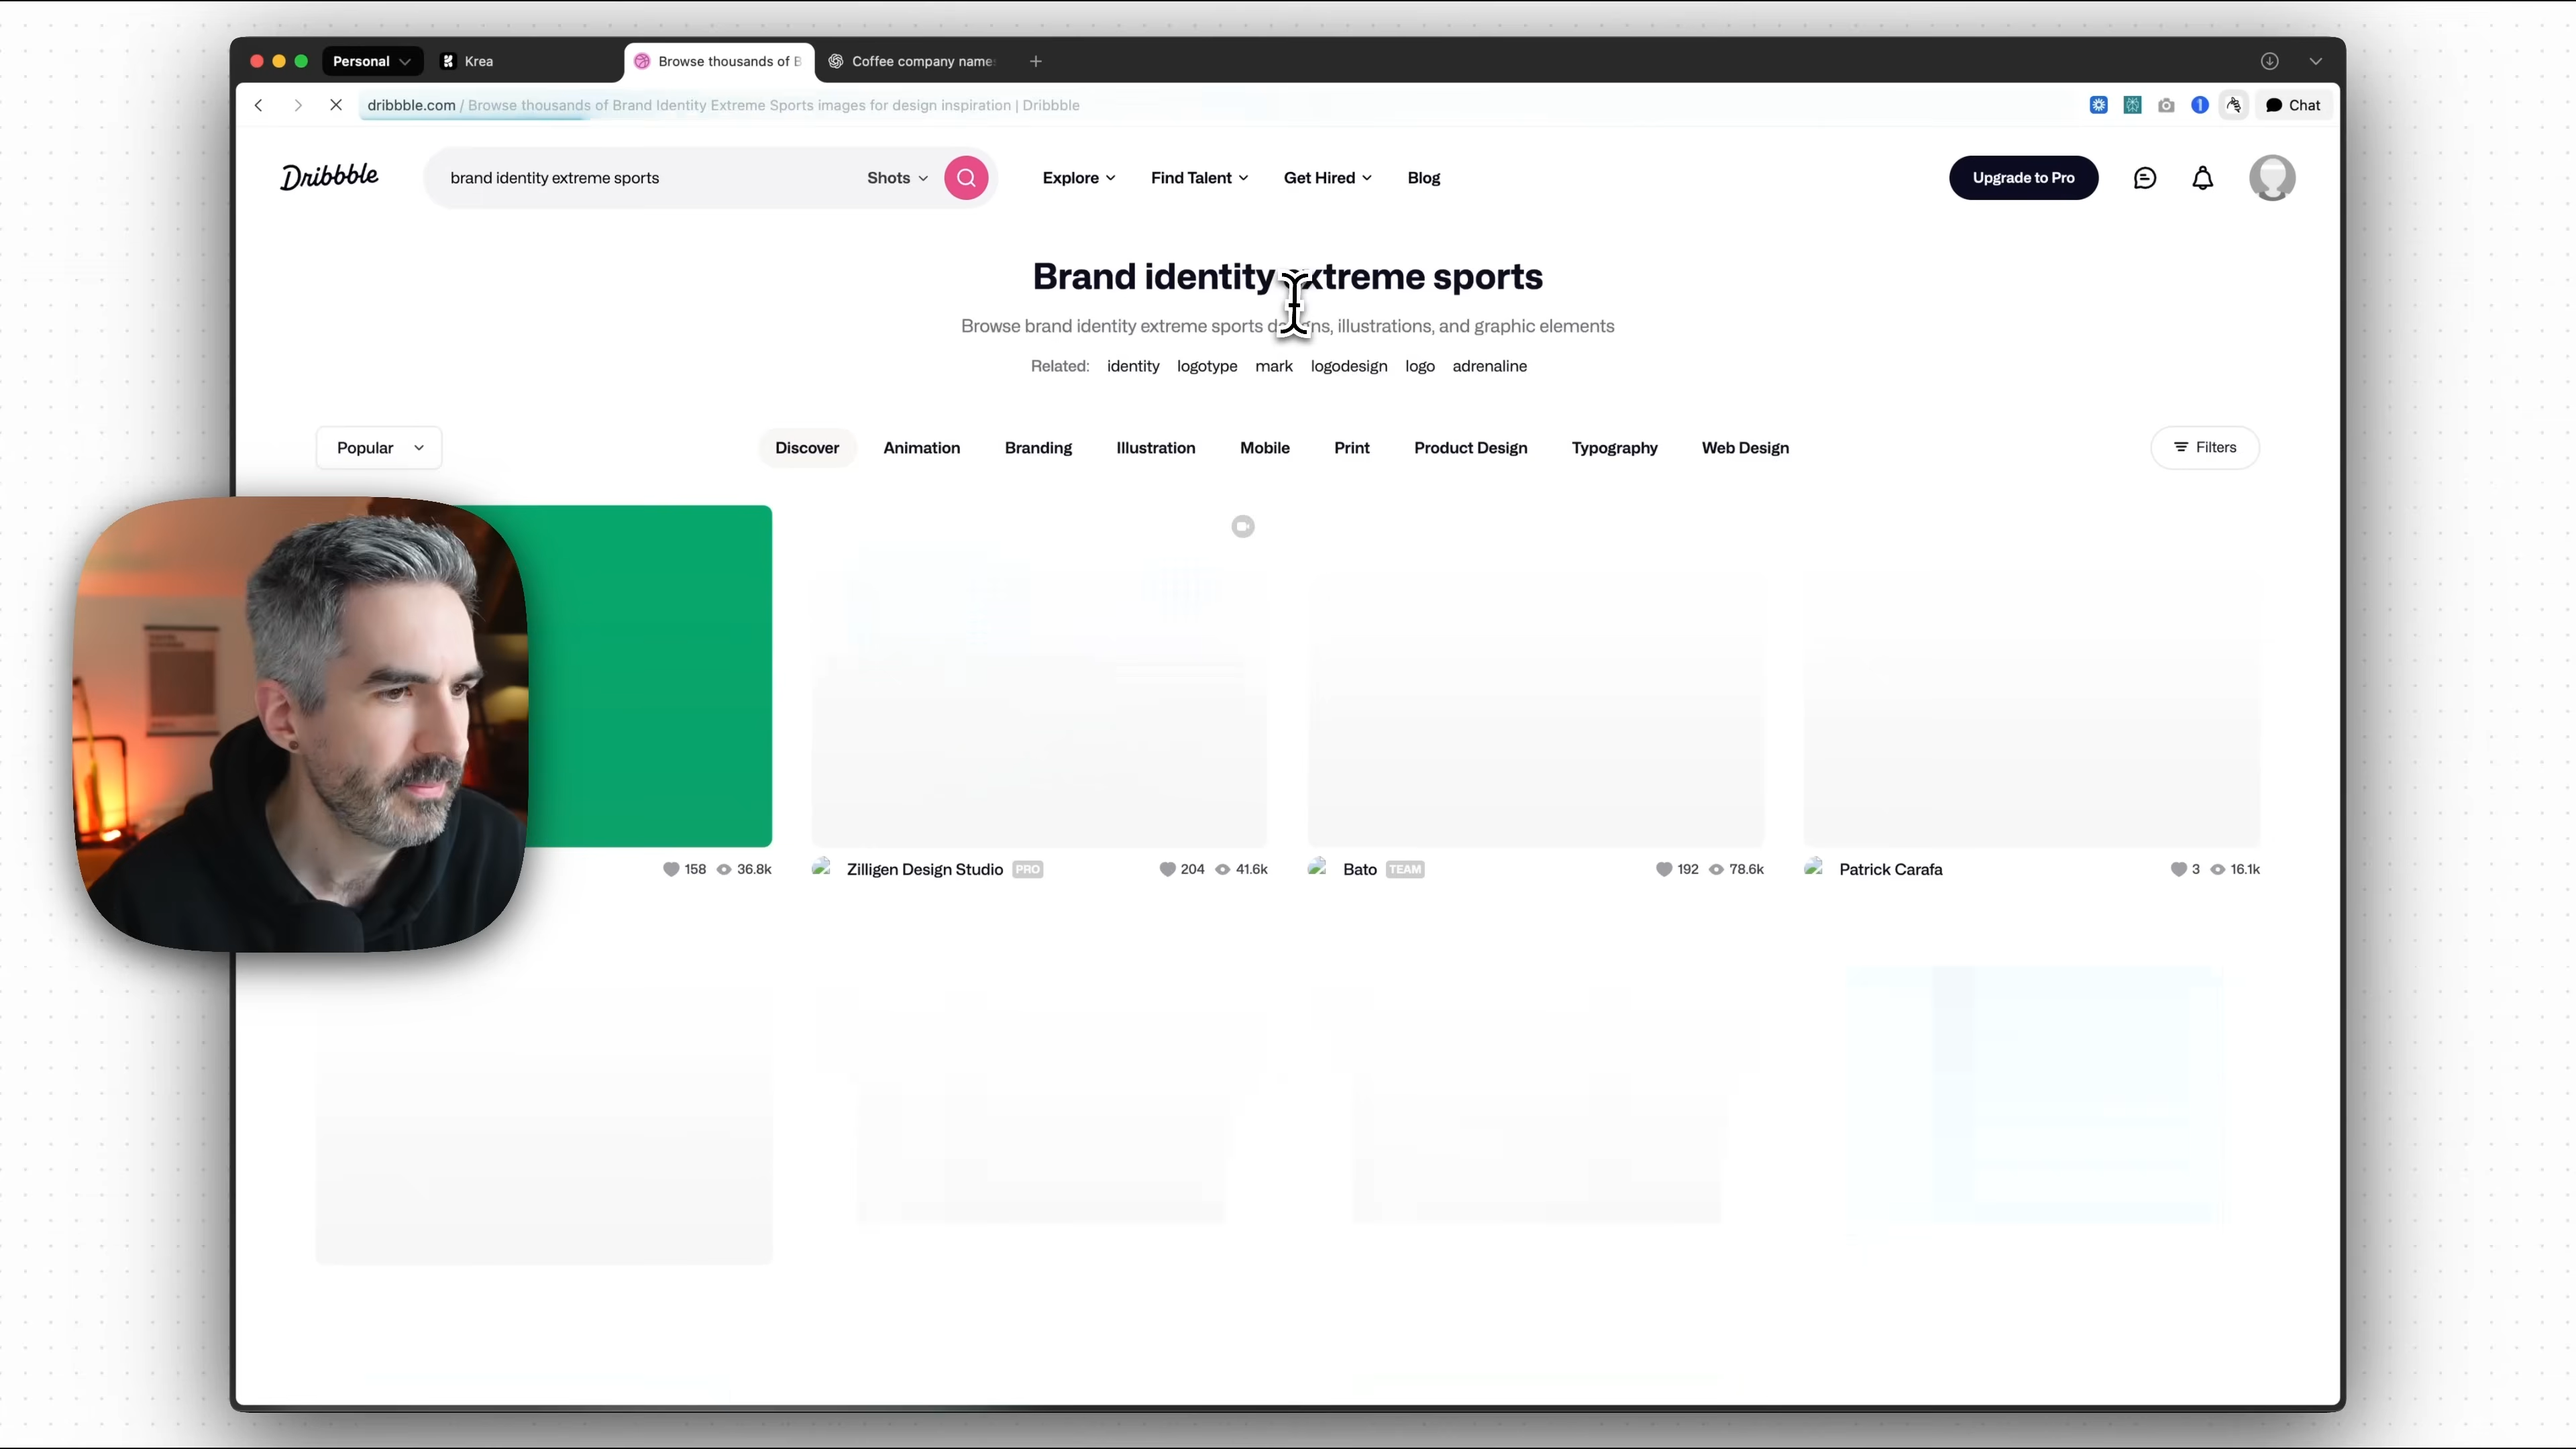 Personal
Krea
Browse thousands of B
Coffee company name
dribbble.com / Browse thousands of Brand Identity Extreme Sports images for design inspiration | Dribbble
Chat
Dribbble
brand identity extreme sports
Shots
Explore
Find Talent
Get Hired
Blog
Upgrade to Pro
Brand identity extreme sports
Browse brand identity extreme sports designs, illustrations, and graphic elements
Related: identity logotype mark logodesign logo adrenaline
Popular
Discover
Animation
Branding
Illustration
Mobile
Print
Product Design
Typography
Web Design
Filters
158 36.8k
Zilligen Design Studio PRO 204 41.6k
Bato TEAM 192 78.6k
Patrick Carafa 3 16.1k